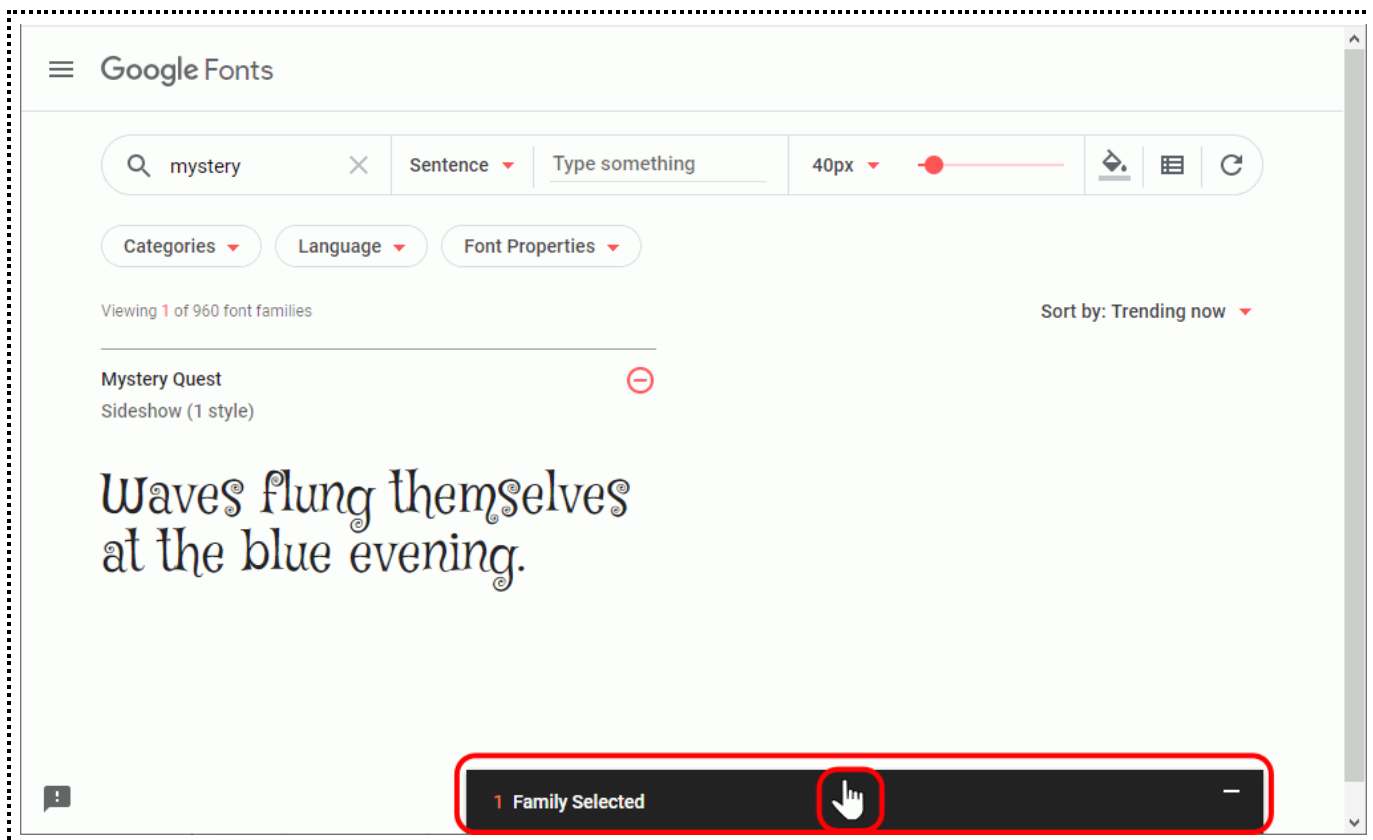 Google Fonts
mystery
Sentence
Type something
40px
Categories
Language
Font Properties
Viewing 1 of 960 font families
Sort by: Trending now
Mystery Quest
Sideshow (1 style)
Waves flung themselves
at the blue evening.
1 Family Selected